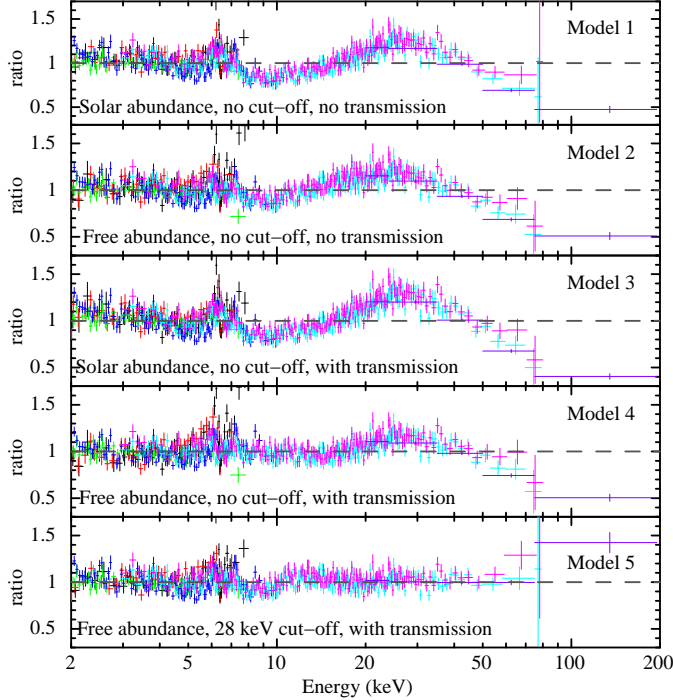 1.5
Model 1
ratio
1
0.5
Solar abundance, no cut−off, no transmission
1.5
Model 2
ratio
1
0.5
Free abundance, no cut−off, no transmission
1.5
Model 3
ratio
1
0.5
Solar abundance, no cut−off, with transmission
1.5
Model 4
ratio
1
0.5
Free abundance, no cut−off, with transmission
1.5
Model 5
ratio
1
0.5
Free abundance, 28 keV cut−off, with transmission
2 5 10 20 50 100 200
Energy (keV)